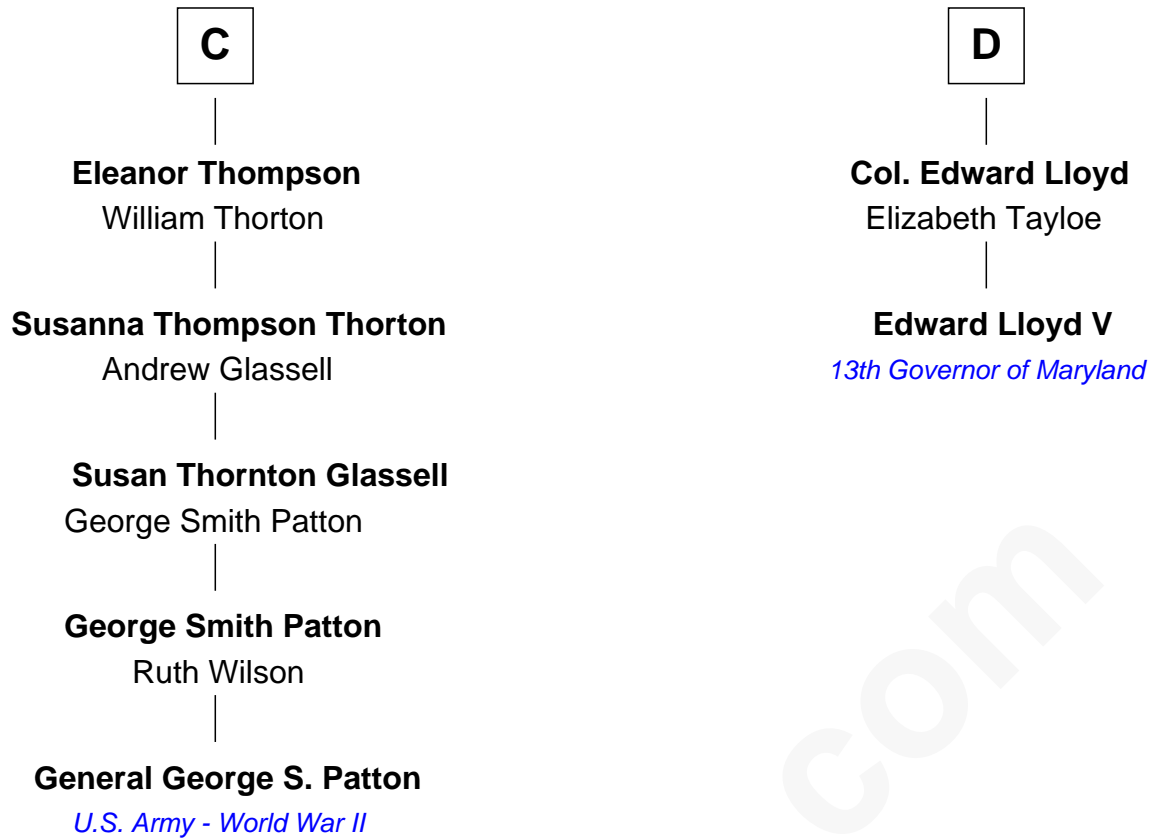 C
Eleanor Thompson
William Thorton
Susanna Thompson Thorton
Andrew Glassell
Susan Thornton Glassell
George Smith Patton
George Smith Patton
Ruth Wilson
General George S. Patton
U.S. Army - World War II
D
Col. Edward Lloyd
Elizabeth Tayloe
Edward Lloyd V
13th Governor of Maryland
com